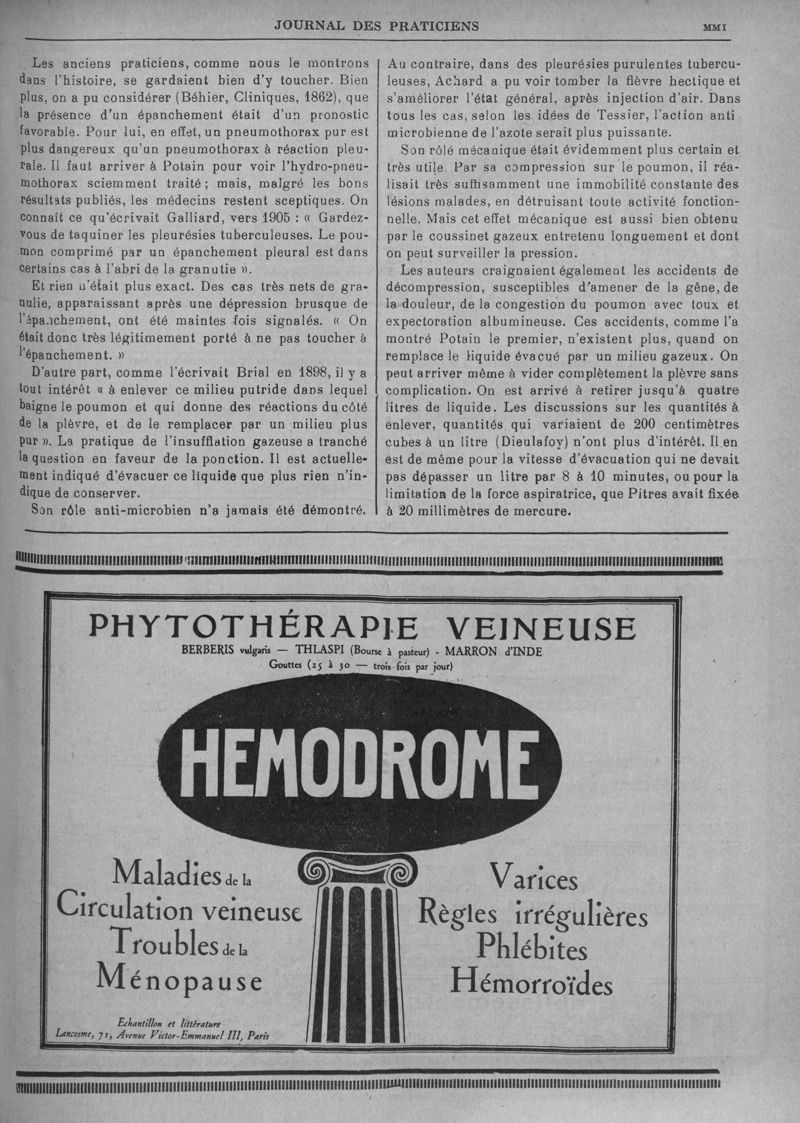 JOURNAL DES PRATICIENS
MMI
Les anciens praticiens, comme nous le montrons
dans l'histoire, se gardaient bien d'y toucher. Bien
plus, on a pu considérer (Béhier, Cliniques, 1862), que
la présence d'un épanchement était d'un pronostic
favorable. Pour lui, en effet, un pneumothorax pur est
plus dangereux qu'un pneumothorax à réaction pleu-
rale. Il faut arriver à Potain pour voir l'hydro-pneu-
mothorax sciemment traité ; mais, malgré les bons
résultats publiés, les médecins restent sceptiques. On
connaît ce qu'écrivait Galliard, vers 1905 : « Gardez-
vous de taquiner les pleurésies tuberculeuses. Le pou-
mon comprimé par un épanchement pleural est dans
certains cas à l'abri de la granulie ».
Et rien n'était plus exact. Des cas très nets de gra-
nulie, apparaissant après une dépression brusque de
l'épanchement, ont été maintes fois signalés. « On
était donc très légitimement porté à ne pas toucher à
l'épanchement. »
D'autre part, comme l'écrivait Brial en 1898, il y a
tout intérêt « à enlever ce milieu putride dans lequel
baigne le poumon et qui donne des réactions du côté
de la plèvre, et de le remplacer par un milieu plus
pur ». La pratique de l'insufflation gazeuse a tranché
la question en faveur de la ponction. Il est actuelle-
ment indiqué d'évacuer ce liquide que plus rien n'in-
dique de conserver.
Son rôle anti-microbien n'a jamais été démontré.
Au contraire, dans des pleurésies purulentes tubercu-
leuses, Achard a pu voir tomber la fièvre hectique et
s'améliorer l'état général, après injection d'air. Dans
tous les cas, selon les idées de Tessier, l'action anti
microbienne de l'azote serait plus puissante.
Son rôlé mécanique était évidemment plus certain et
très utile. Par sa compression sur le poumon, il réa-
lisait très suffisamment une immobilité constante des
lésions malades, en détruisant toute activité fonction-
nelle. Mais cet effet mécanique est aussi bien obtenu
par le coussinet gazeux entretenu longuement et dont
on peut surveiller la pression.
Les auteurs craignaient également les accidents de
décompression, susceptibles d'amener de la gêne, de
la douleur, de la congestion du poumon avec toux et
expectoration albumineuse. Ces accidents, comme l'a
montré Potain le premier, n'existent plus, quand on
remplace le liquide évacué par un milieu gazeux. On
peut arriver même à vider complètement la plèvre sans
complication. On est arrivé à retirer jusqu'à quatre
litres de liquide. Les discussions sur les quantités à
enlever, quantités qui variaient de 200 centimètres
cubes à un litre (Dieulafoy) n'ont plus d'intérêt. Il en
est de même pour la vitesse d'évacuation qui ne devait
pas dépasser un litre par 8 à 10 minutes, ou pour la
limitation de la force aspiratrice, que Pitres avait fixée
à 20 millimètres de mercure.
PHYTOTHÉRAPIE VEINEUSE
BERBERIS vulgaris — THLASPI (Bourse à pasteur) - MARRON d'INDE
Gouttes (25 à 30 — trois fois par jour)
HEMODROME
Maladies de la
Circulation veineuse
Troubles de la
Ménopause
Varices
Règles irrégulières
Phlébites
Hémorroïdes
Echantillon et littérature
Lancosme, 71, Avenue Victor-Emmanuel III, Paris